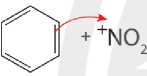 + ⁺NO₂